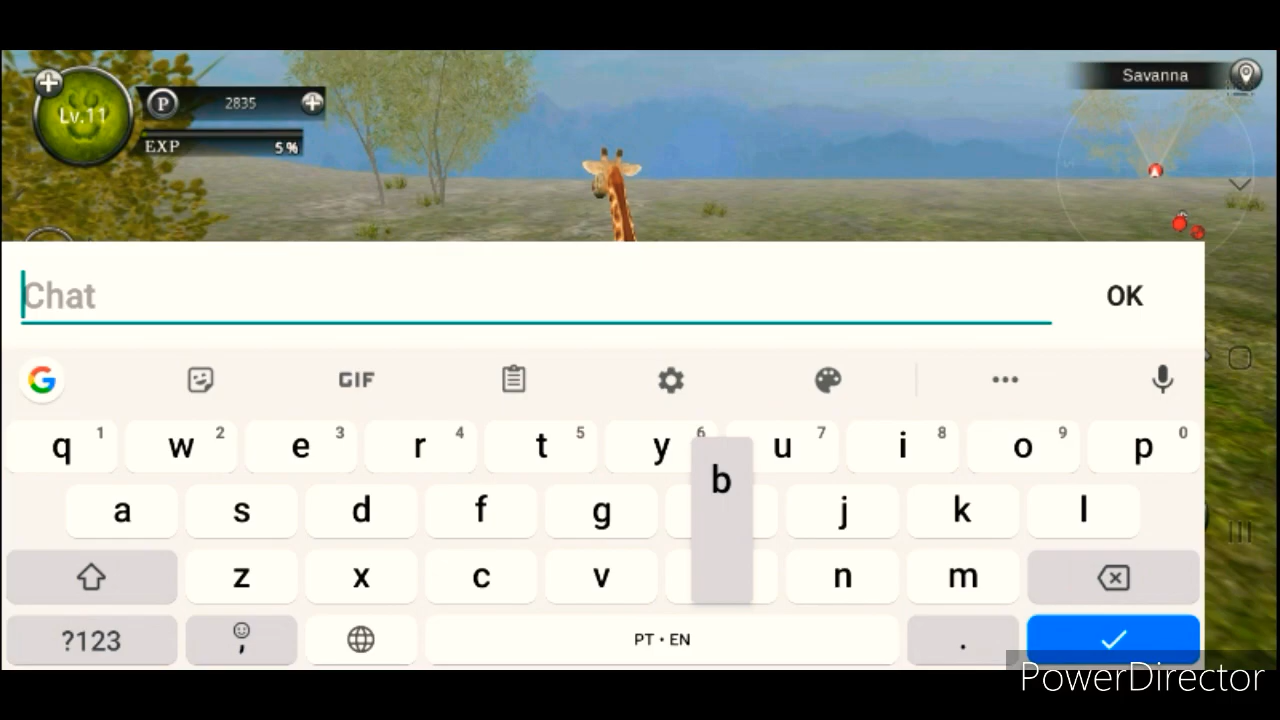 Savanna
Lv.11
P 2835
EXP 5%
Chat
OK
GIF
q 1 w 2 e 3 r 4 t 5 y 6 u 7 i 8 o 9 p 0
b
a s d f g j k l
z x c v n m
?123 , PT • EN .
PowerDirector